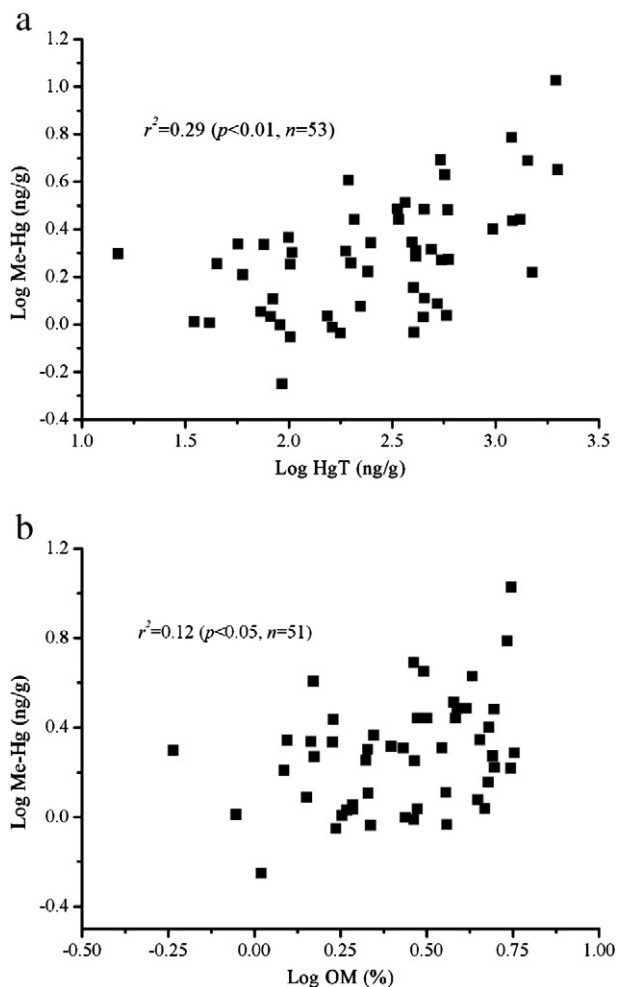 a
1.2
1.0
0.8
0.6
0.4
0.2
0.0
-0.2
-0.4
Log Me-Hg (ng/g)
r²=0.29 (p<0.01, n=53)
1.0 1.5 2.0 2.5 3.0 3.5
Log HgT (ng/g)
b
1.2
0.8
0.4
0.0
-0.4
Log Me-Hg (ng/g)
r²=0.12 (p<0.05, n=51)
-0.50 -0.25 0.00 0.25 0.50 0.75 1.00
Log OM (%)